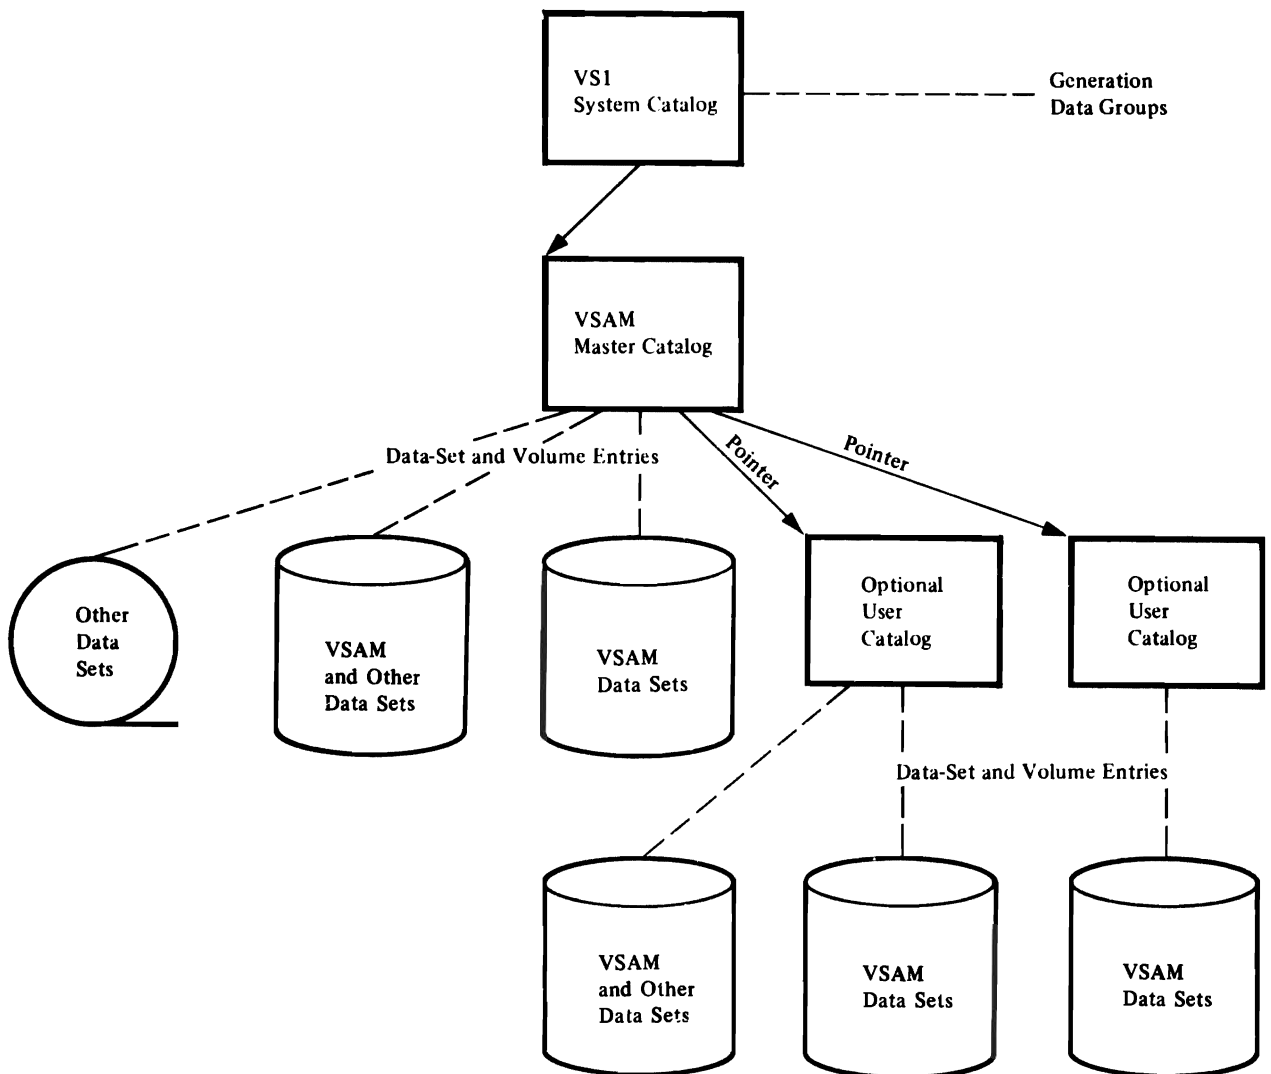 VS1
System Catalog
Generation
Data Groups
VSAM
Master Catalog
Data-Set and Volume Entries
Pointer
Pointer
Other
Data
Sets
VSAM
and Other
Data Sets
VSAM
Data Sets
Optional
User
Catalog
Optional
User
Catalog
Data-Set and Volume Entries
VSAM
and Other
Data Sets
VSAM
Data Sets
VSAM
Data Sets